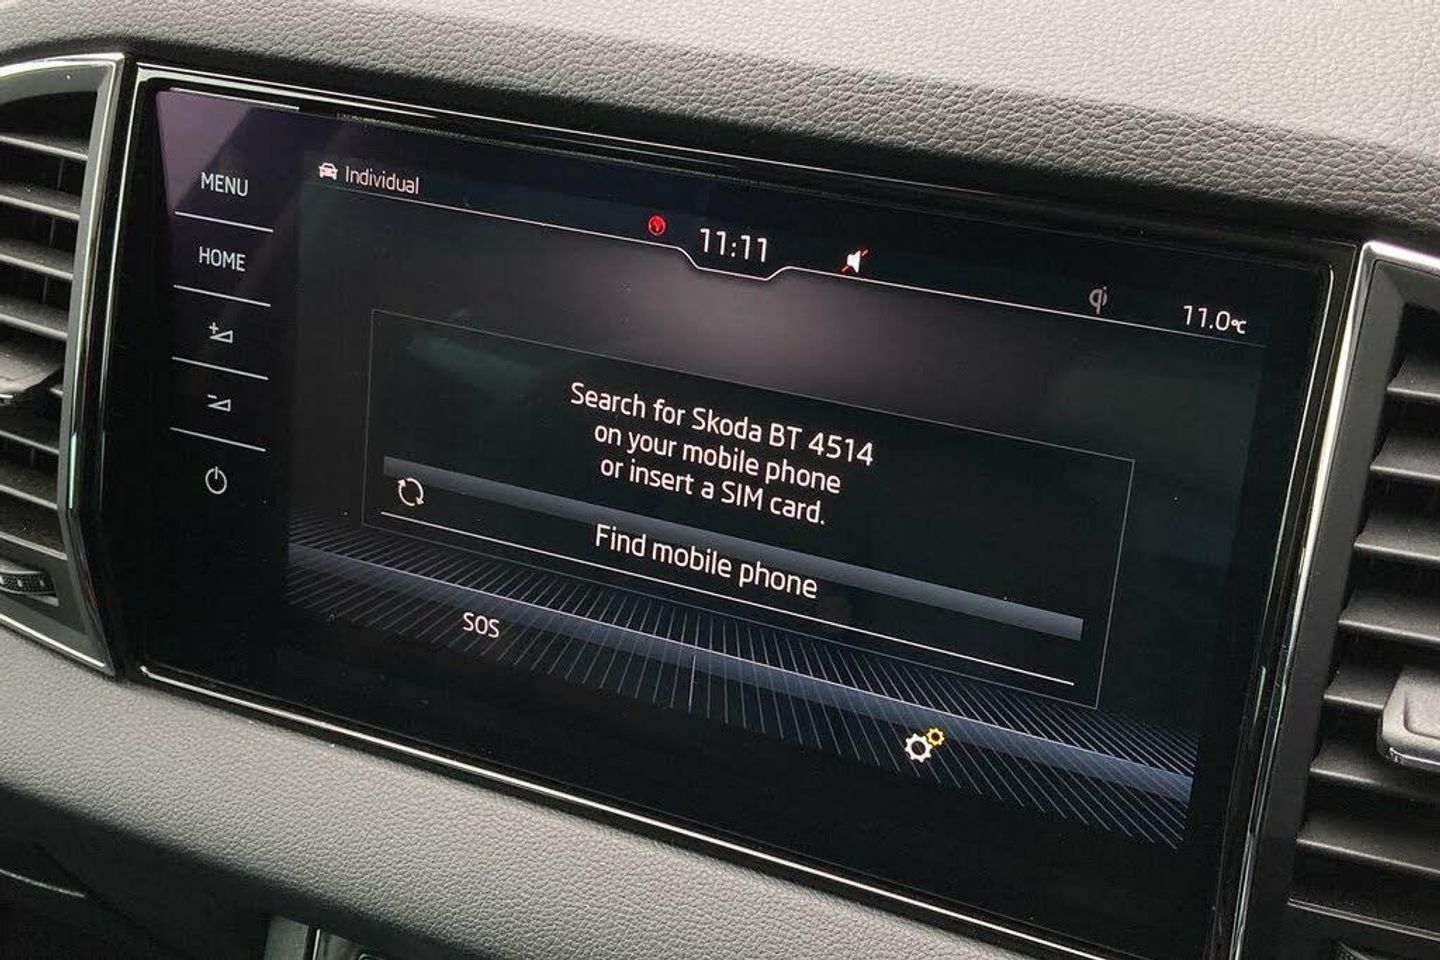 MENU
HOME
Individual
11:11
qi
11.0°C
Search for Skoda BT 4514
on your mobile phone
or insert a SIM card.
Find mobile phone
SOS